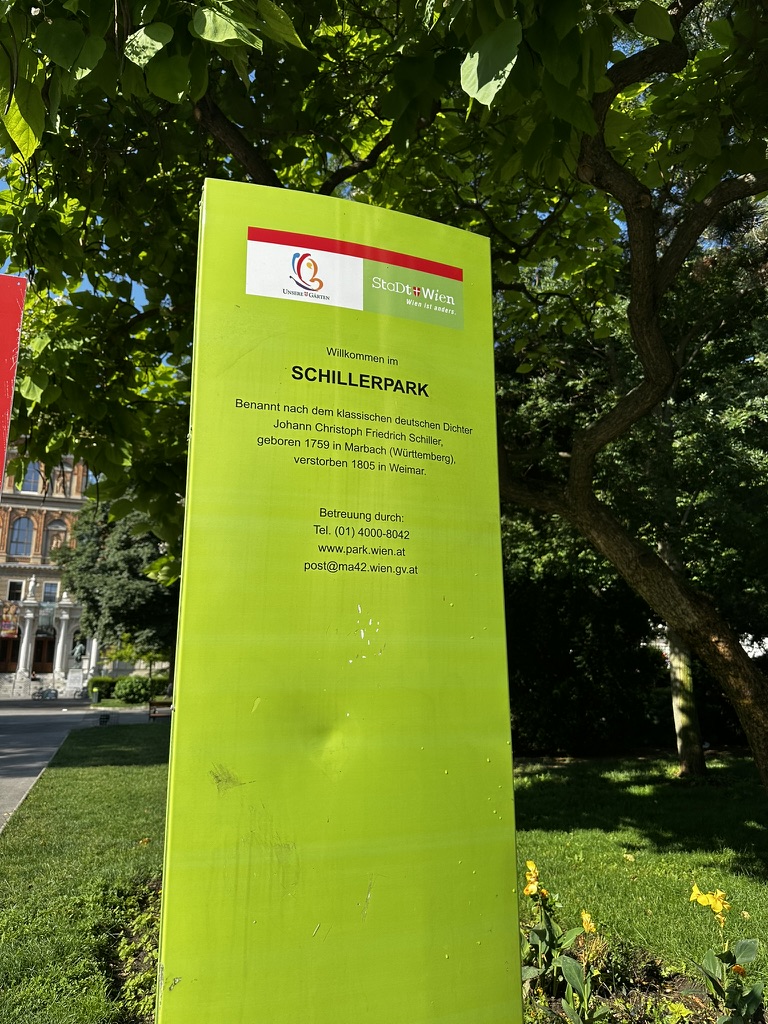 UNSERE GÄRTEN
StaDt Wien
Wien ist anders.
Willkommen im
SCHILLERPARK
Benannt nach dem klassischen deutschen Dichter
Johann Christoph Friedrich Schiller,
geboren 1759 in Marbach (Württemberg),
verstorben 1805 in Weimar.
Betreuung durch:
Tel. (01) 4000-8042
www.park.wien.at
post@ma42.wien.gv.at